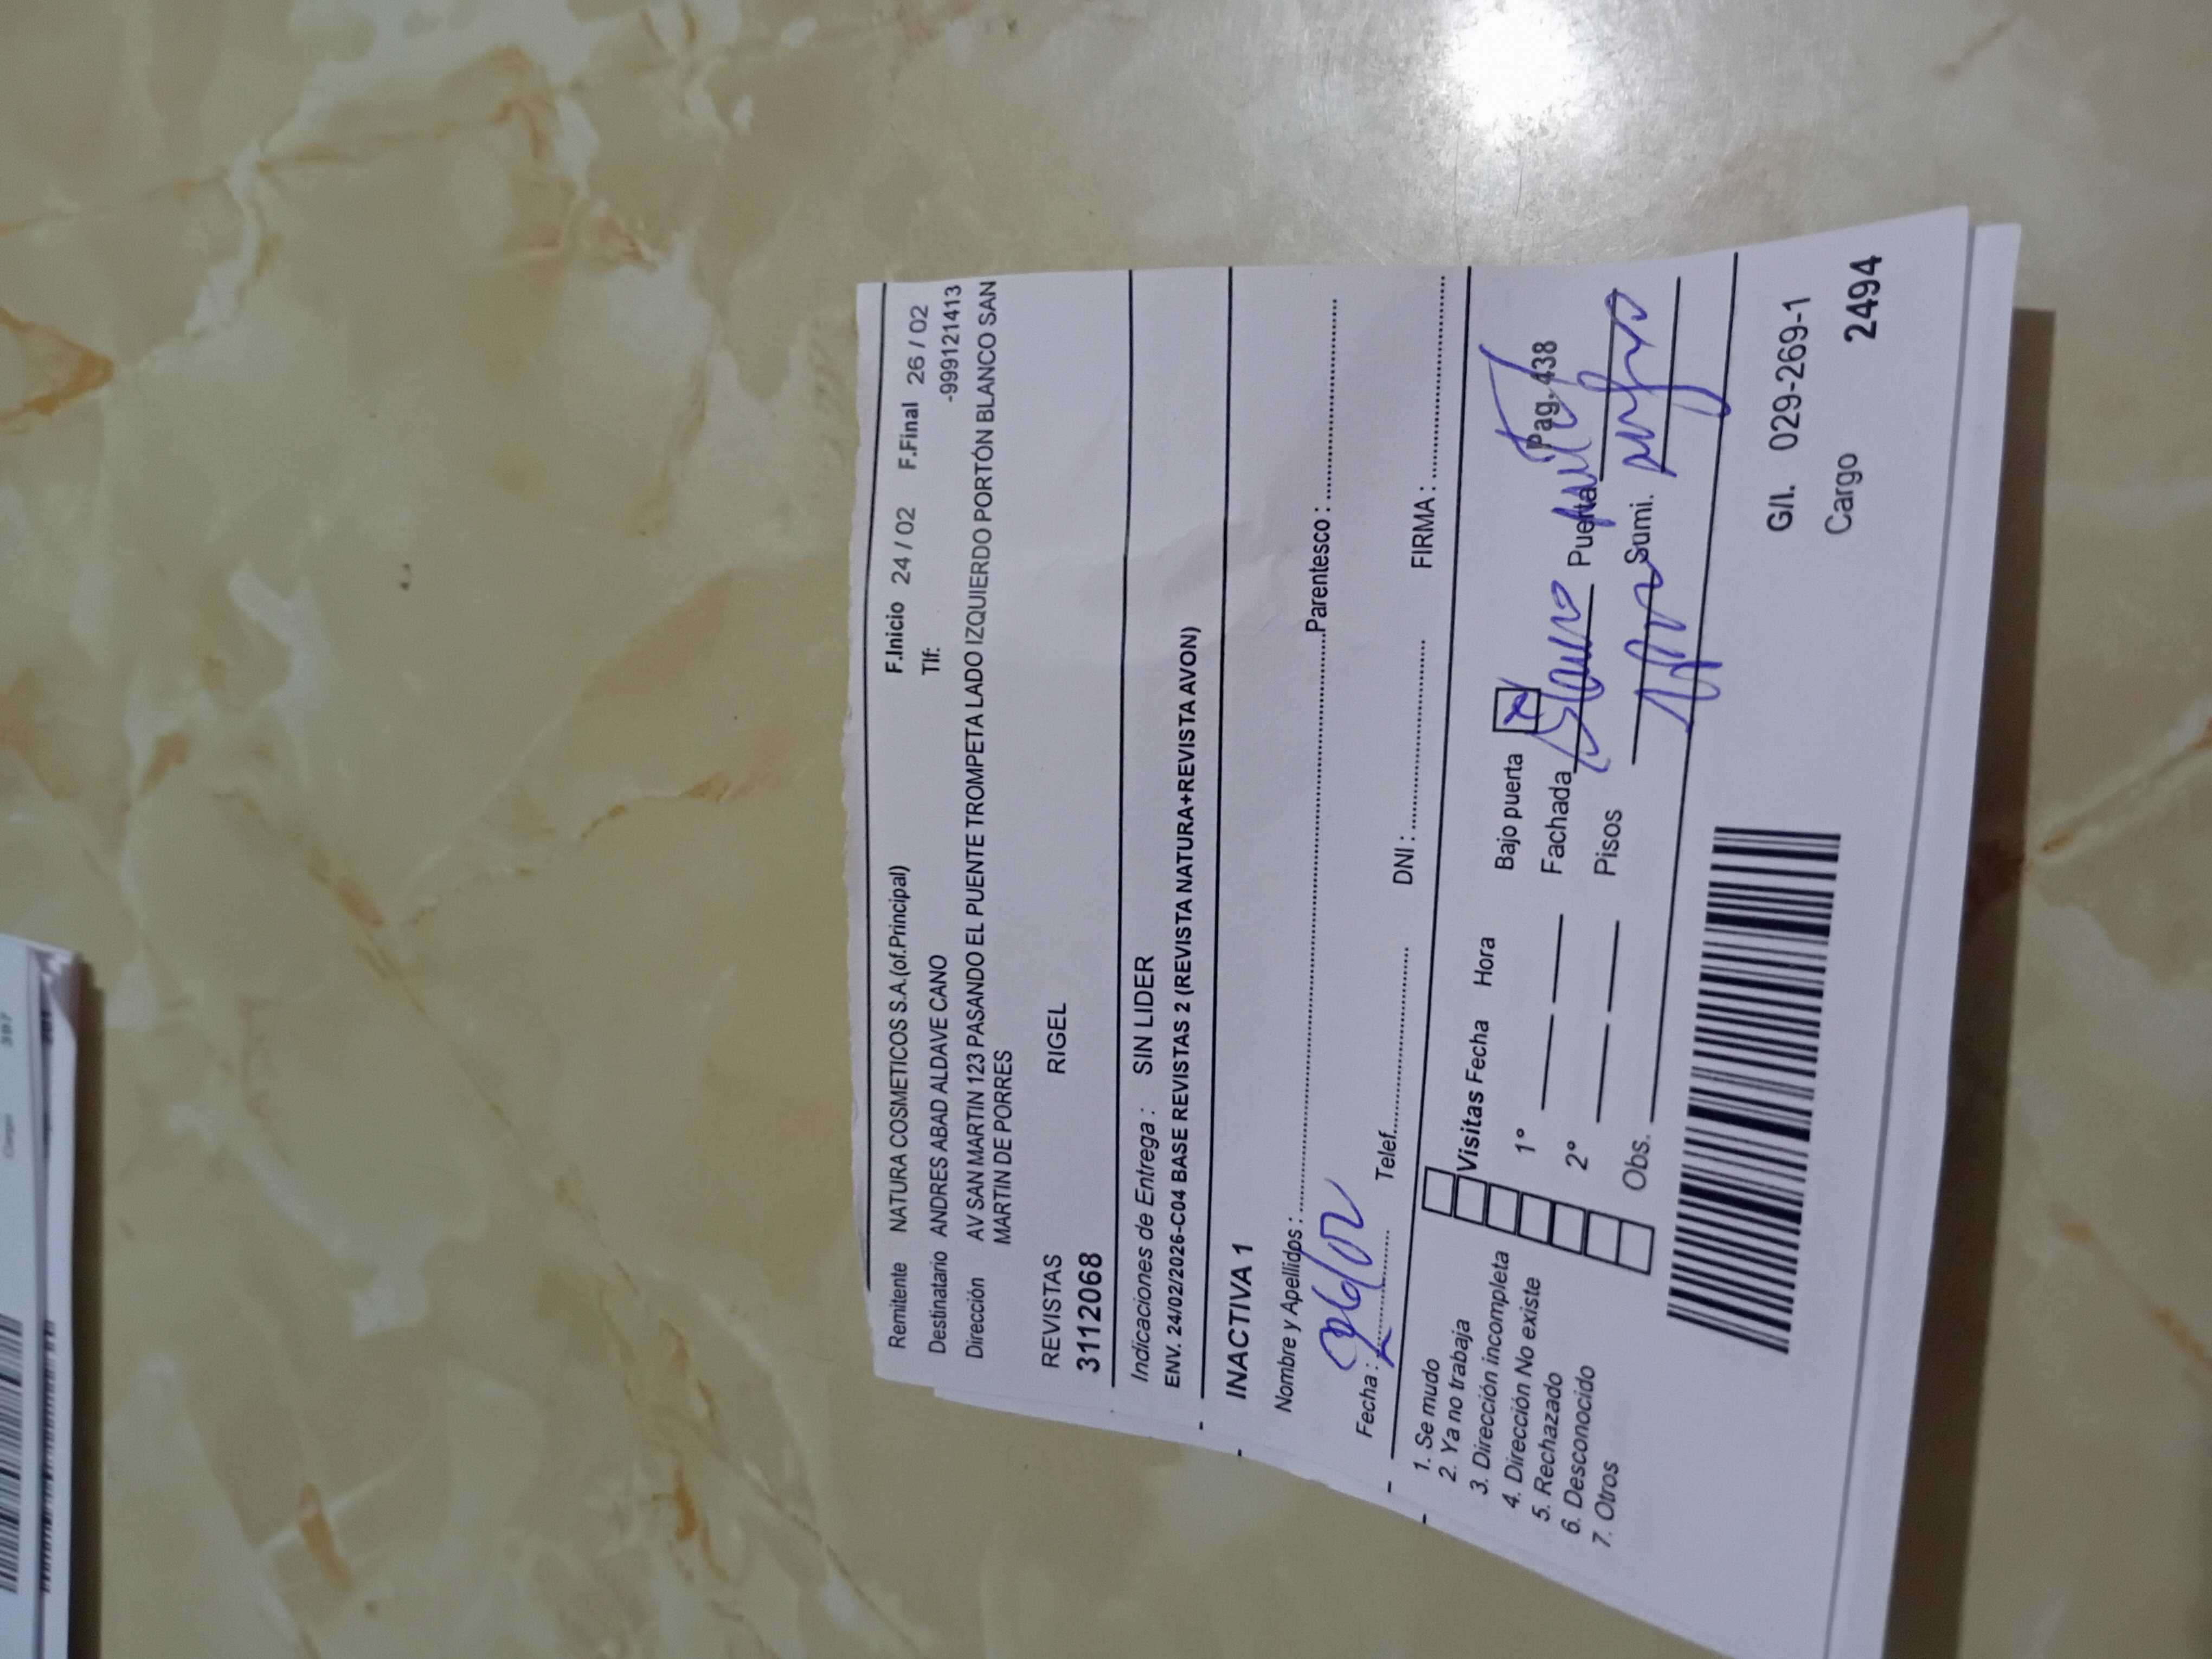 Remitente NATURA COSMETICOS S.A.(of.Principal) F.Inicio 24 / 02 F.Final 26 / 02
Destinatario ANDRES ABAD ALDAVE CANO Tlf: -999121413
Dirección AV SAN MARTIN 123 PASANDO EL PUENTE TROMPETA LADO IZQUIERDO PORTÓN BLANCO SAN
MARTIN DE PORRES
REVISTAS RIGEL
3112068
Indicaciones de Entrega : SIN LIDER
ENV. 24/02/2026-C04 BASE REVISTAS 2 (REVISTA NATURA+REVISTA AVON)
INACTIVA 1
Nombre y Apellidos : Parentesco :
Fecha : 26/02 Telef. DNI : FIRMA :
1. Se mudo
2. Ya no trabaja
3. Dirección incompleta
4. Dirección No existe
5. Rechazado
6. Desconocido
7. Otros
Visitas Fecha Hora Bajo puerta x Pag. 438
1° Fachada Blanco Puerta
2° Pisos Sumi.
Obs.
G/I. 029-269-1
Cargo 2494
Cargo 397